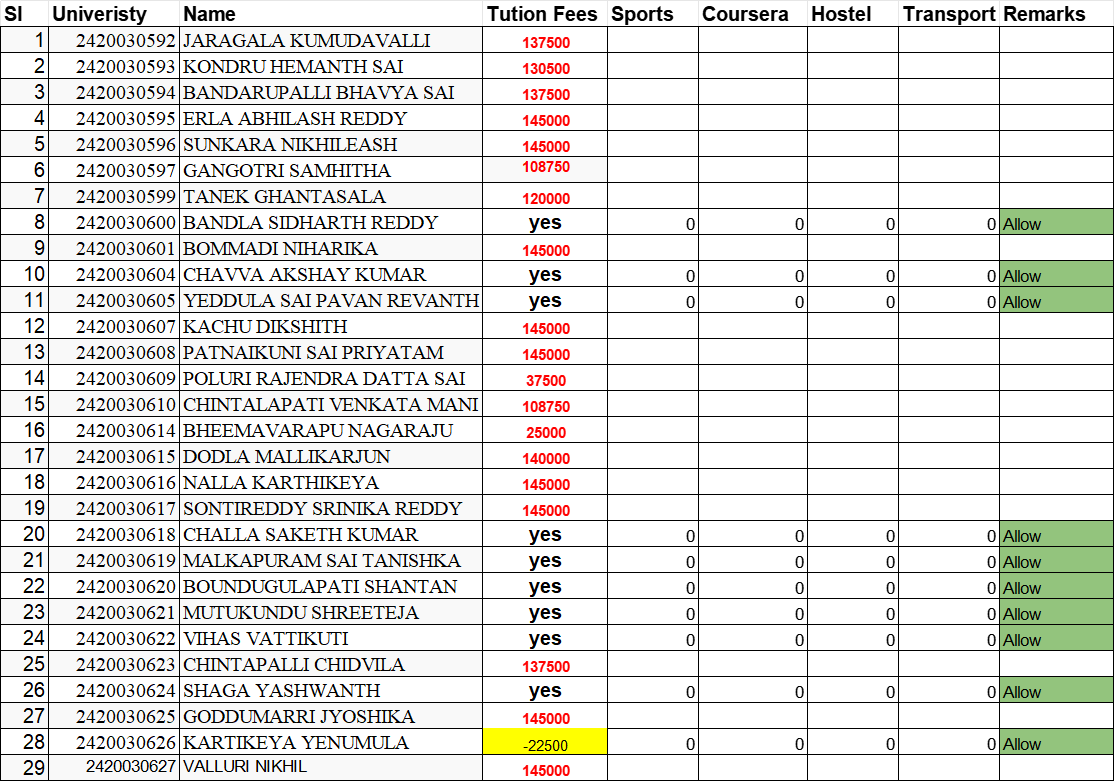 Sl Univeristy Name Tution Fees Sports Coursera Hostel Transport Remarks
1 2420030592 JARAGALA KUMUDAVALLI 137500
2 2420030593 KONDRU HEMANTH SAI 130500
3 2420030594 BANDARUPALLI BHAVYA SAI 137500
4 2420030595 ERLA ABHILASH REDDY 145000
5 2420030596 SUNKARA NIKHILEASH 145000
6 2420030597 GANGOTRI SAMHITHA 108750
7 2420030599 TANEK GHANTASALA 120000
8 2420030600 BANDLA SIDHARTH REDDY yes 0 0 0 0 Allow
9 2420030601 BOMMADI NIHARIKA 145000
10 2420030604 CHAVVA AKSHAY KUMAR yes 0 0 0 0 Allow
11 2420030605 YEDDULA SAI PAVAN REVANTH yes 0 0 0 0 Allow
12 2420030607 KACHU DIKSHITH 145000
13 2420030608 PATNAIKUNI SAI PRIYATAM 145000
14 2420030609 POLURI RAJENDRA DATTA SAI 37500
15 2420030610 CHINTALAPATI VENKATA MANI 108750
16 2420030614 BHEEMAVARAPU NAGARAJU 25000
17 2420030615 DODLA MALLIKARJUN 140000
18 2420030616 NALLA KARTHIKEYA 145000
19 2420030617 SONTIREDDY SRINIKA REDDY 145000
20 2420030618 CHALLA SAKETH KUMAR yes 0 0 0 0 Allow
21 2420030619 MALKAPURAM SAI TANISHKA yes 0 0 0 0 Allow
22 2420030620 BOUNDUGULAPATI SHANTAN yes 0 0 0 0 Allow
23 2420030621 MUTUKUNDU SHREETEJA yes 0 0 0 0 Allow
24 2420030622 VIHAS VATTIKUTI yes 0 0 0 0 Allow
25 2420030623 CHINTAPALLI CHIDVILA 137500
26 2420030624 SHAGA YASHWANTH yes 0 0 0 0 Allow
27 2420030625 GODDUMARRI JYOSHIKA 145000
28 2420030626 KARTIKEYA YENUMULA -22500 0 0 0 0 Allow
29 2420030627 VALLURI NIKHIL 145000